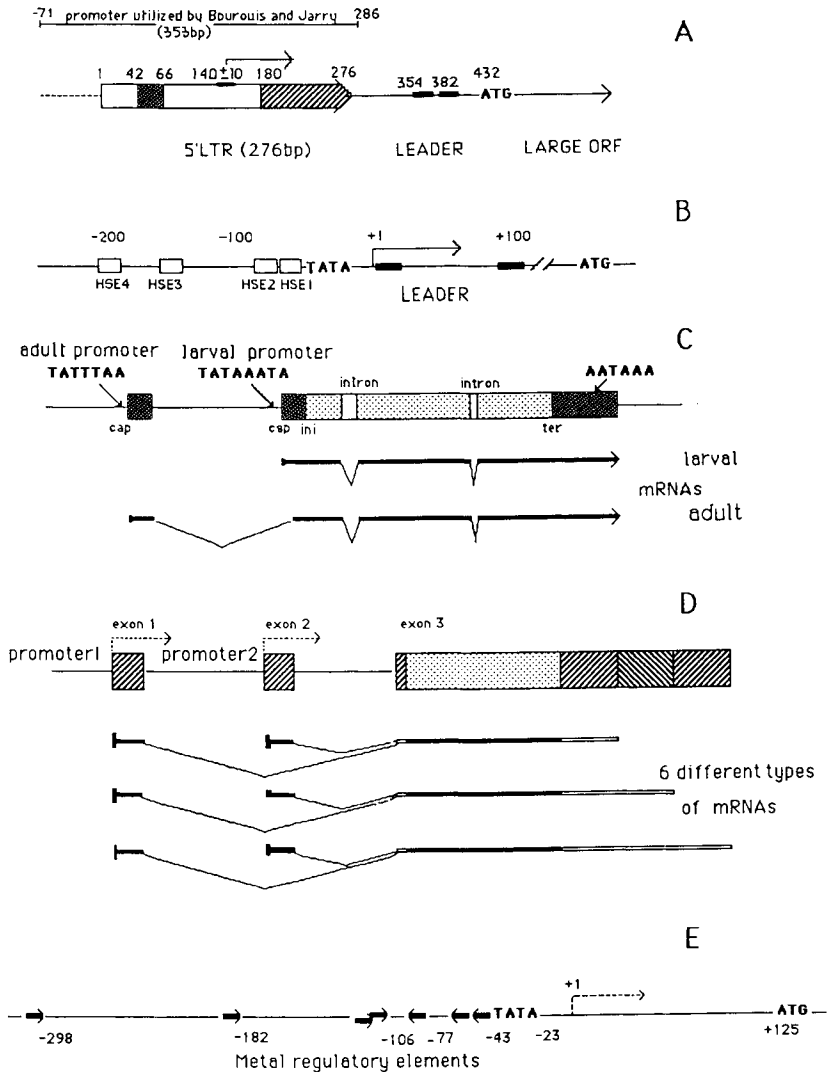 -71 promoter utilized by Bourouis and Jarry 286
(353bp)
A
1 42 66 140±10 180 276 354 382 432
ATG
5'LTR (276bp) LEADER LARGE ORF
B
-200 -100 +1 +100
TATA ATG
HSE4 HSE3 HSE2 HSE1
LEADER
C
adult promoter larval promoter
TATTTAA TATAAATA AATAAA
intron intron
cap cap ini ter
larval
mRNAs
adult
D
exon 1 exon 2 exon 3
promoter1 promoter2
6 different types
of mRNAs
E
+1
TATA ATG
-298 -182 -106 -77 -43 -23 +125
Metal regulatory elements